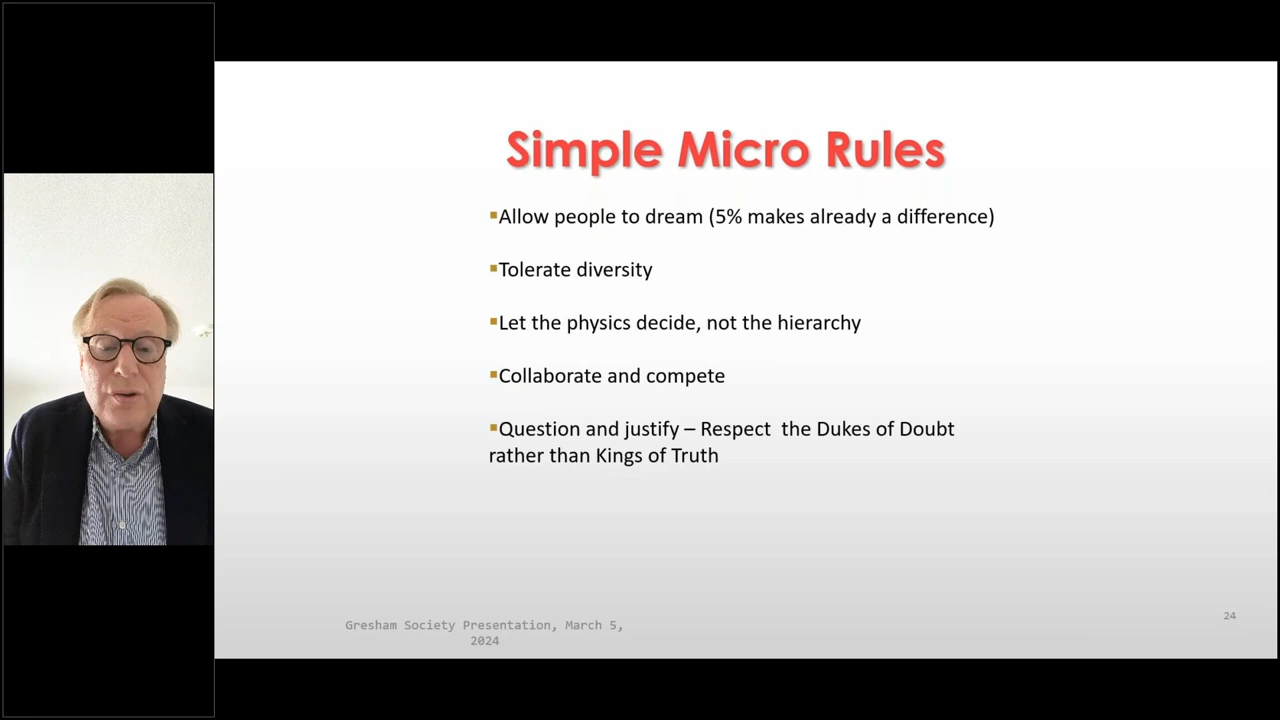 Simple Micro Rules
▪Allow people to dream (5% makes already a difference)
▪Tolerate diversity
▪Let the physics decide, not the hierarchy
▪Collaborate and compete
▪Question and justify – Respect  the Dukes of Doubt
rather than Kings of Truth
Gresham Society Presentation, March 5,
2024
24